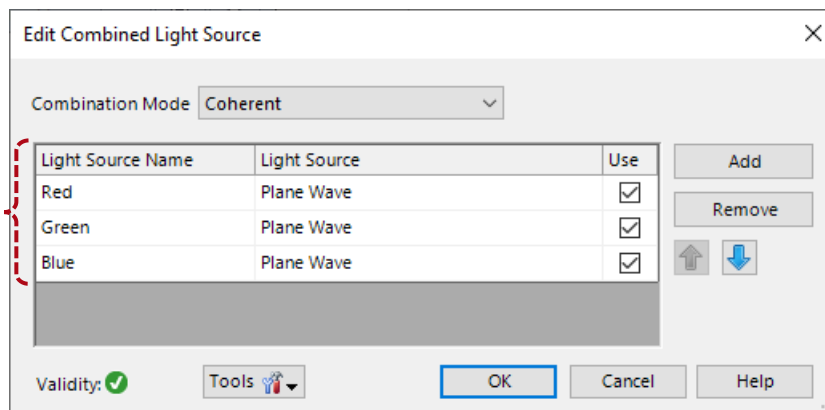 Edit Combined Light Source
Combination Mode Coherent
Light Source Name Light Source Use
Red Plane Wave
Green Plane Wave
Blue Plane Wave
Add
Remove
Validity: Tools OK Cancel Help